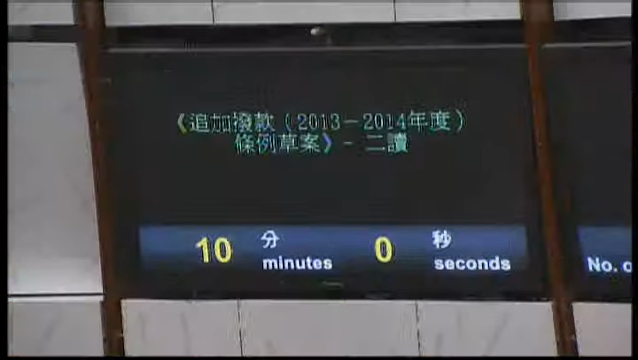 《追加撥款（2013－2014年度）
條例草案》－ 二讀
10 分 0 秒
minutes seconds
No.